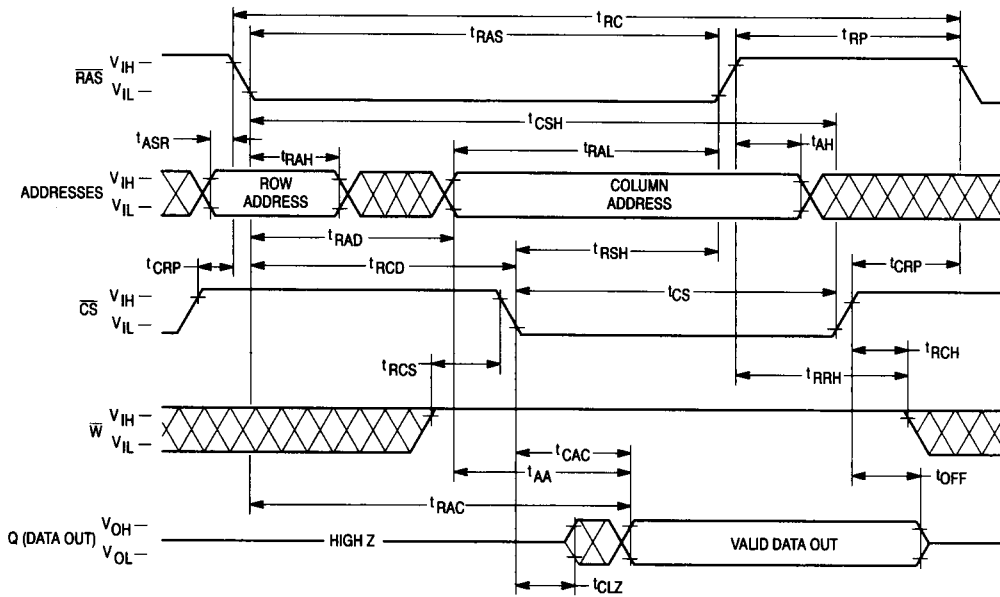 tRC
tRAS
tRP
RAS
VIH
VIL
tCSH
tASR
tRAH
tRAL
tAH
ADDRESSES
VIH
VIL
ROW
ADDRESS
COLUMN
ADDRESS
tRAD
tRSH
tCRP
tRCD
tCRP
tCS
CS
VIH
VIL
tRCS
tRCH
tRRH
W
VIH
VIL
tCAC
tAA
tOFF
tRAC
Q (DATA OUT)
VOH
VOL
HIGH Z
VALID DATA OUT
tCLZ